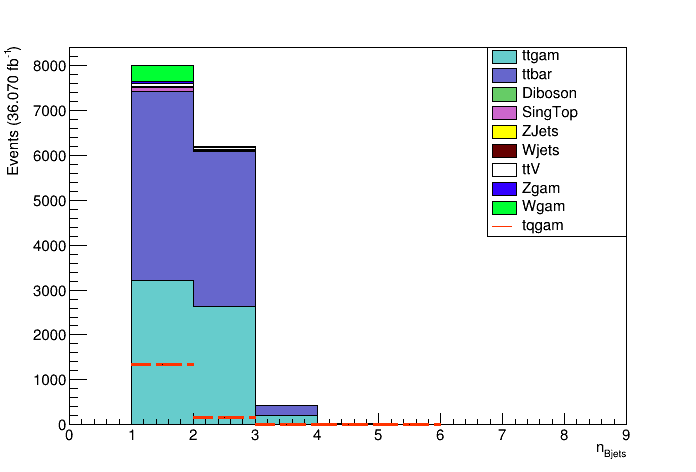 Events (36.070 fb⁻¹)
8000
7000
6000
5000
4000
3000
2000
1000
0
0 1 2 3 4 5 6 7 8 9
n_Bjets
ttgam
ttbar
Diboson
SingTop
ZJets
Wjets
ttV
Zgam
Wgam
tqgam